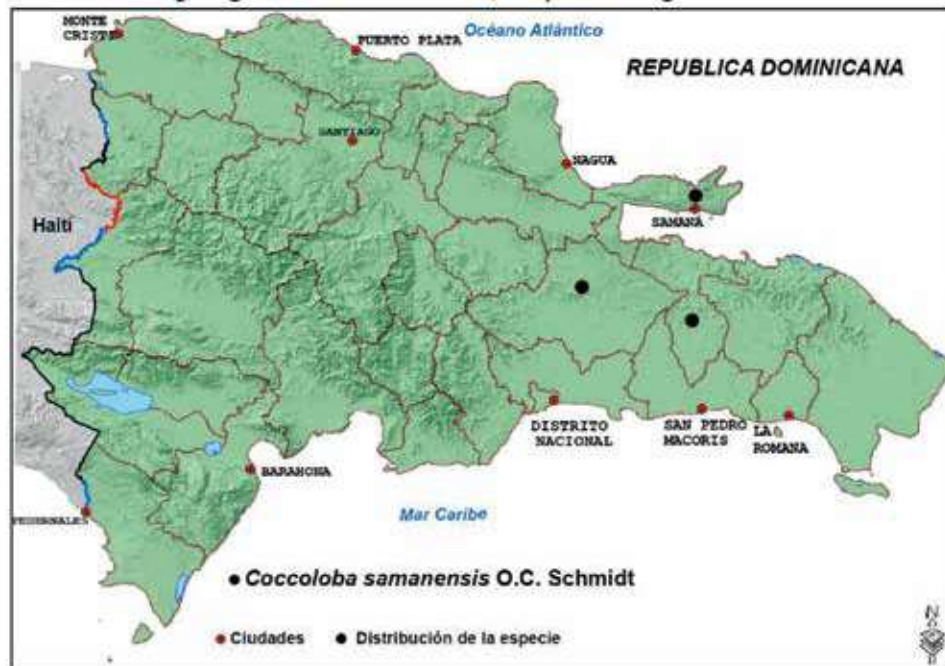 MONTE
CRISTI
PUERTO PLATA
Océano Atlántico
REPUBLICA DOMINICANA
SANTIAGO
NAGUA
Haití
SAMANA
DISTRITO
NACIONAL
SAN PEDRO
MACORIS
LA
ROMANA
BARAHONA
PEDERNALES
Mar Caribe
Coccoloba samanensis O.C. Schmidt
Ciudades
Distribución de la especie